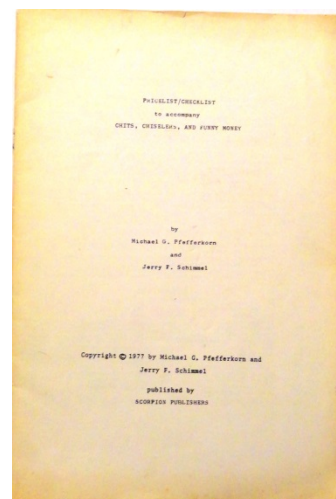 PRICELIST/CHECKLIST
to accompany
CHITS, CHISELERS, AND FUNNY MONEY
by
Michael G. Pfefferkorn
and
Jerry F. Schimmel
Copyright © 1977 by Michael G. Pfefferkorn and
Jerry F. Schimmel
published by
SCORPION PUBLISHERS